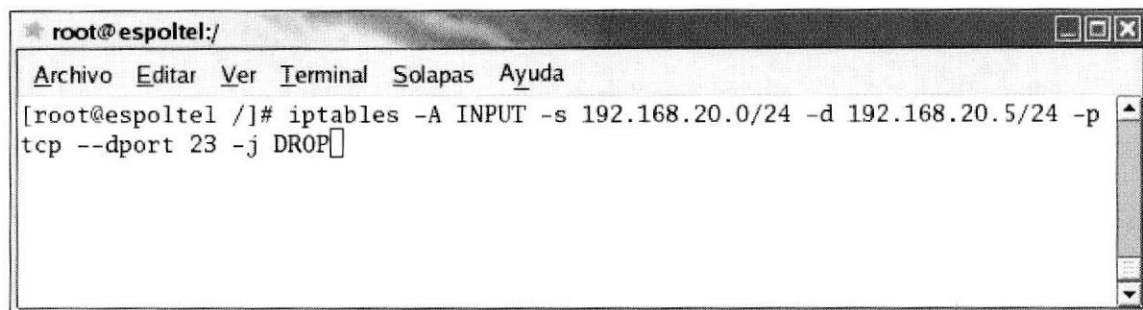 root@espoltel:/
Archivo Editar Ver Terminal Solapas Ayuda
[root@espoltel /]# iptables -A INPUT -s 192.168.20.0/24 -d 192.168.20.5/24 -p
tcp --dport 23 -j DROP